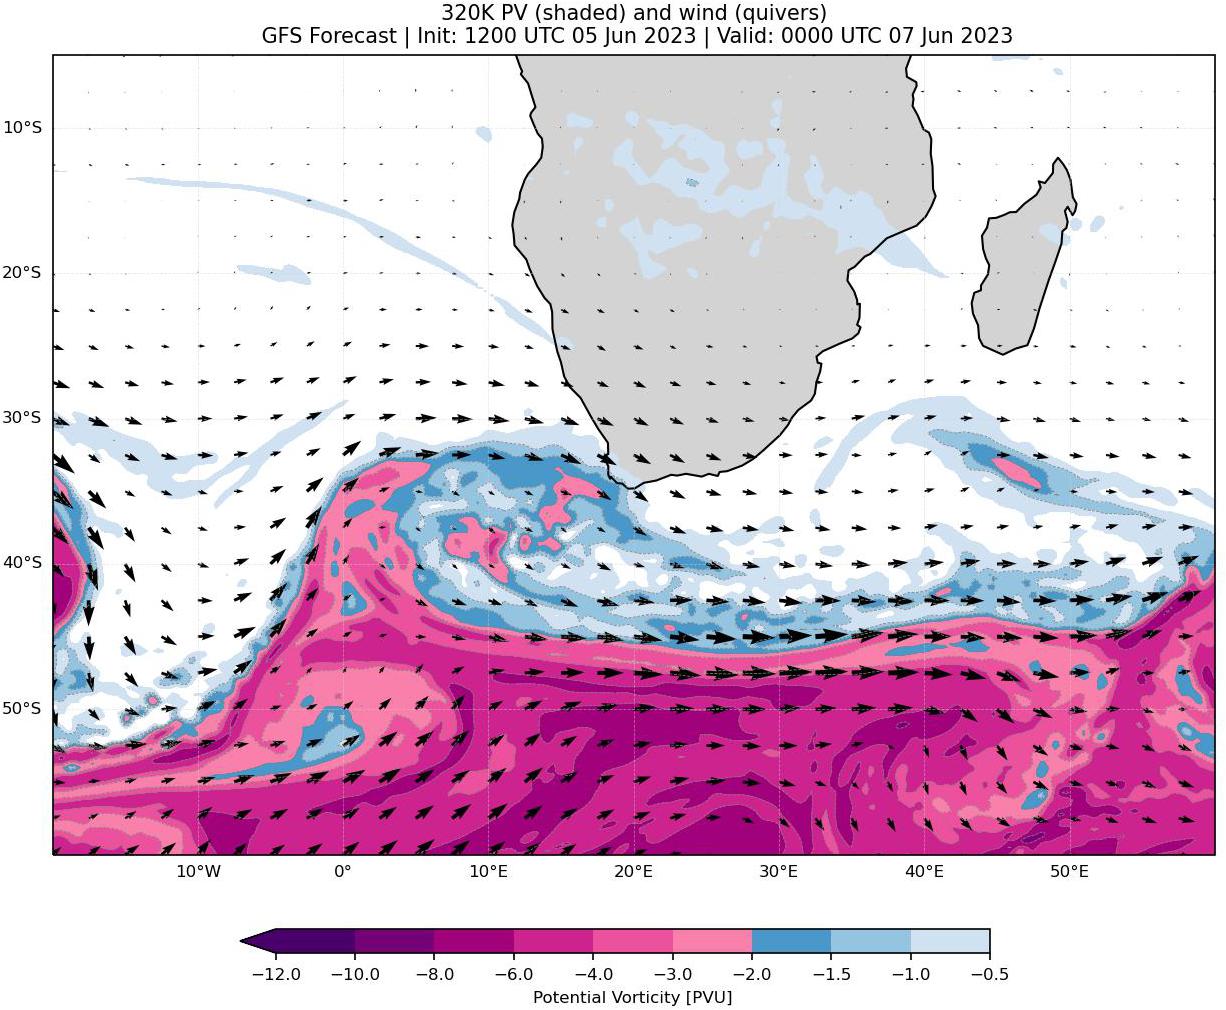 320K PV (shaded) and wind (quivers)
GFS Forecast | Init: 1200 UTC 05 Jun 2023 | Valid: 0000 UTC 07 Jun 2023
10°S
20°S
30°S
40°S
50°S
10°W 0° 10°E 20°E 30°E 40°E 50°E
−12.0 −10.0 −8.0 −6.0 −4.0 −3.0 −2.0 −1.5 −1.0 −0.5
Potential Vorticity [PVU]